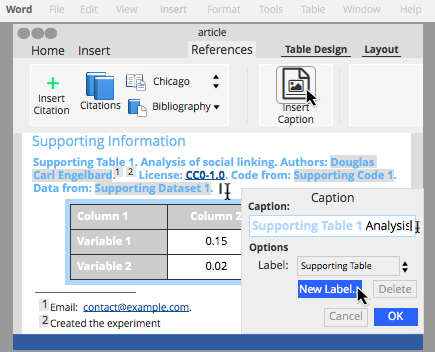 Word File Edit View Insert Format Tools Table Window Help
article
Home Insert References Table Design Layout
Insert Citation
Citations
Chicago
Bibliography
Insert Caption
Supporting Information
Supporting Table 1. Analysis of social linking. Authors: Douglas
Carl Engelbard.1 2 License: CC0-1.0. Code from: Supporting Code 1.
Data from: Supporting Dataset 1.
Column 1 Column 2
Variable 1 0.15
Variable 2 0.02
1 Email: contact@example.com.
2 Created the experiment
Caption
Caption:
Supporting Table 1 Analysis
Options
Label: Supporting Table
New Label. Delete
Cancel OK